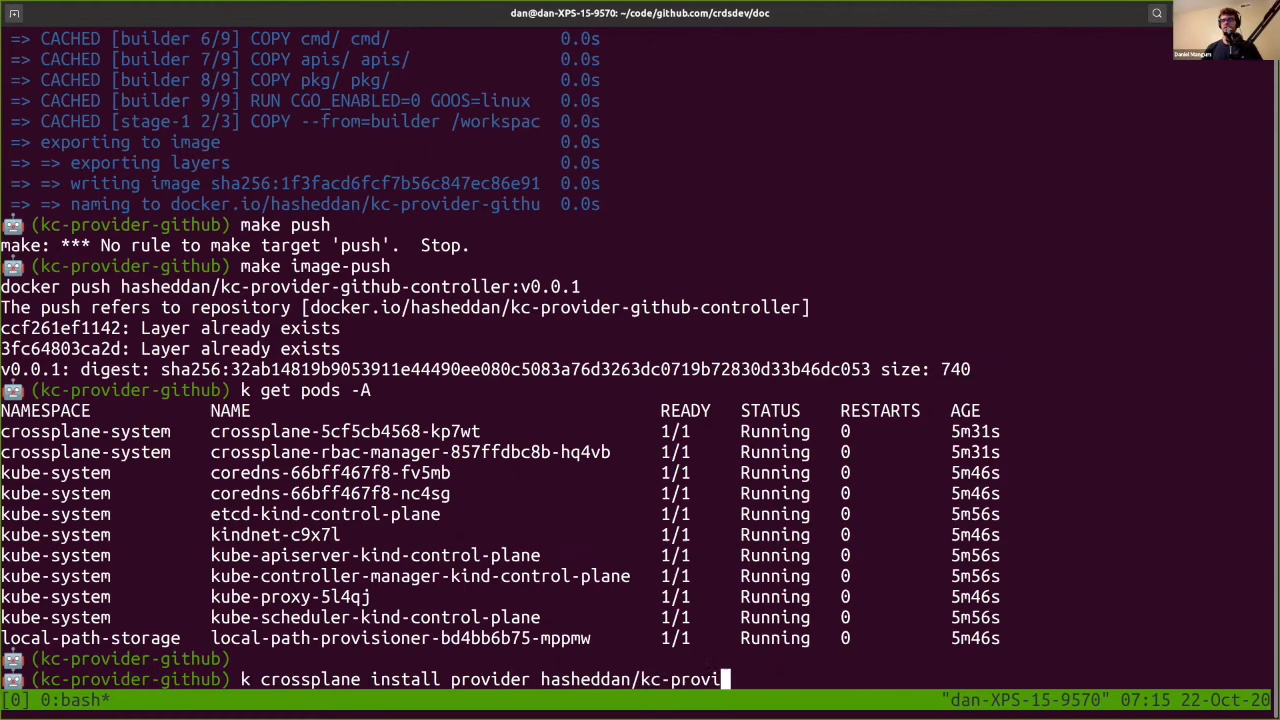 dan@dan-XPS-15-9570: ~/code/github.com/crdsdev/doc
Daniel Mangum
=> CACHED [builder 6/9] COPY cmd/ cmd/ 0.0s
=> CACHED [builder 7/9] COPY apis/ apis/ 0.0s
=> CACHED [builder 8/9] COPY pkg/ pkg/ 0.0s
=> CACHED [builder 9/9] RUN CGO_ENABLED=0 GOOS=linux 0.0s
=> CACHED [stage-1 2/3] COPY --from=builder /workspac 0.0s
=> exporting to image 0.0s
=> => exporting layers 0.0s
=> => writing image sha256:1f3facd6fcf7b56c847ec86e91 0.0s
=> => naming to docker.io/hasheddan/kc-provider-githu 0.0s
(kc-provider-github) make push
make: *** No rule to make target 'push'. Stop.
(kc-provider-github) make image-push
docker push hasheddan/kc-provider-github-controller:v0.0.1
The push refers to repository [docker.io/hasheddan/kc-provider-github-controller]
ccf261ef1142: Layer already exists
3fc64803ca2d: Layer already exists
v0.0.1: digest: sha256:32ab14819b9053911e44490ee080c5083a76d3263dc0719b72830d33b46dc053 size: 740
(kc-provider-github) k get pods -A
NAMESPACE NAME READY STATUS RESTARTS AGE
crossplane-system crossplane-5cf5cb4568-kp7wt 1/1 Running 0 5m31s
crossplane-system crossplane-rbac-manager-857ffdbc8b-hq4vb 1/1 Running 0 5m31s
kube-system coredns-66bff467f8-fv5mb 1/1 Running 0 5m46s
kube-system coredns-66bff467f8-nc4sg 1/1 Running 0 5m46s
kube-system etcd-kind-control-plane 1/1 Running 0 5m56s
kube-system kindnet-c9x7l 1/1 Running 0 5m46s
kube-system kube-apiserver-kind-control-plane 1/1 Running 0 5m56s
kube-system kube-controller-manager-kind-control-plane 1/1 Running 0 5m56s
kube-system kube-proxy-5l4qj 1/1 Running 0 5m46s
kube-system kube-scheduler-kind-control-plane 1/1 Running 0 5m56s
local-path-storage local-path-provisioner-bd4bb6b75-mppmw 1/1 Running 0 5m46s
(kc-provider-github)
(kc-provider-github) k crossplane install provider hasheddan/kc-provi
[0] 0:bash* "dan-XPS-15-9570" 07:15 22-Oct-20